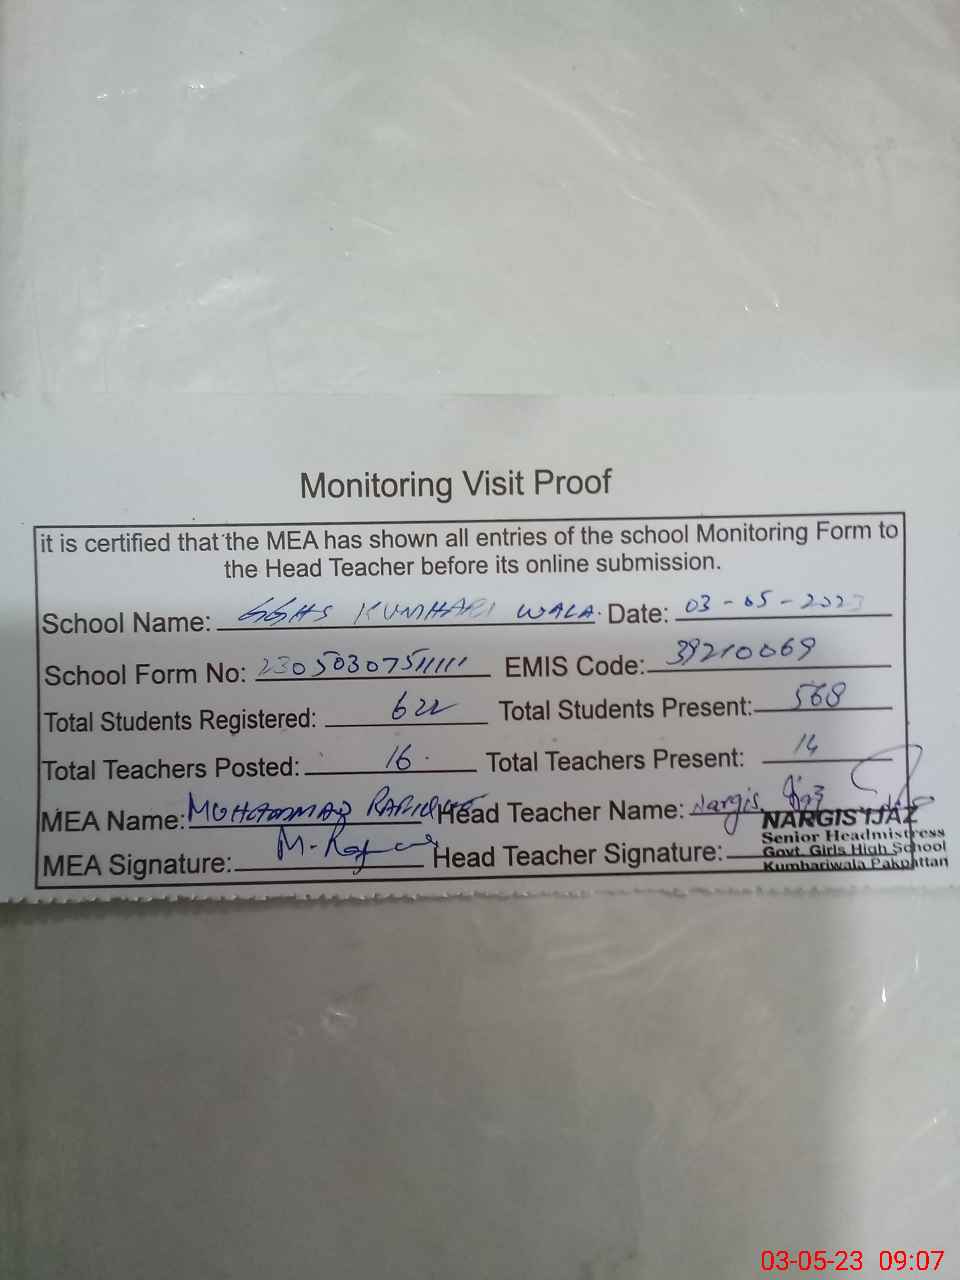 Monitoring Visit Proof
it is certified that the MEA has shown all entries of the school Monitoring Form to
the Head Teacher before its online submission.
School Name: GGHS KUMHARI WALA. Date: 03-05-2023
School Form No: 2305030751111 EMIS Code: 39210069
Total Students Registered: 622 Total Students Present: 568
Total Teachers Posted: 16. Total Teachers Present: 14
MEA Name: MUHAMMAD RAFIQUE Head Teacher Name: Nargis Ijaz
NARGIS IJAZ
Senior Headmistress
MEA Signature: M. Head Teacher Signature:
Govt. Girls High School
Kumhariwala Pakpattan
03-05-23 09:07